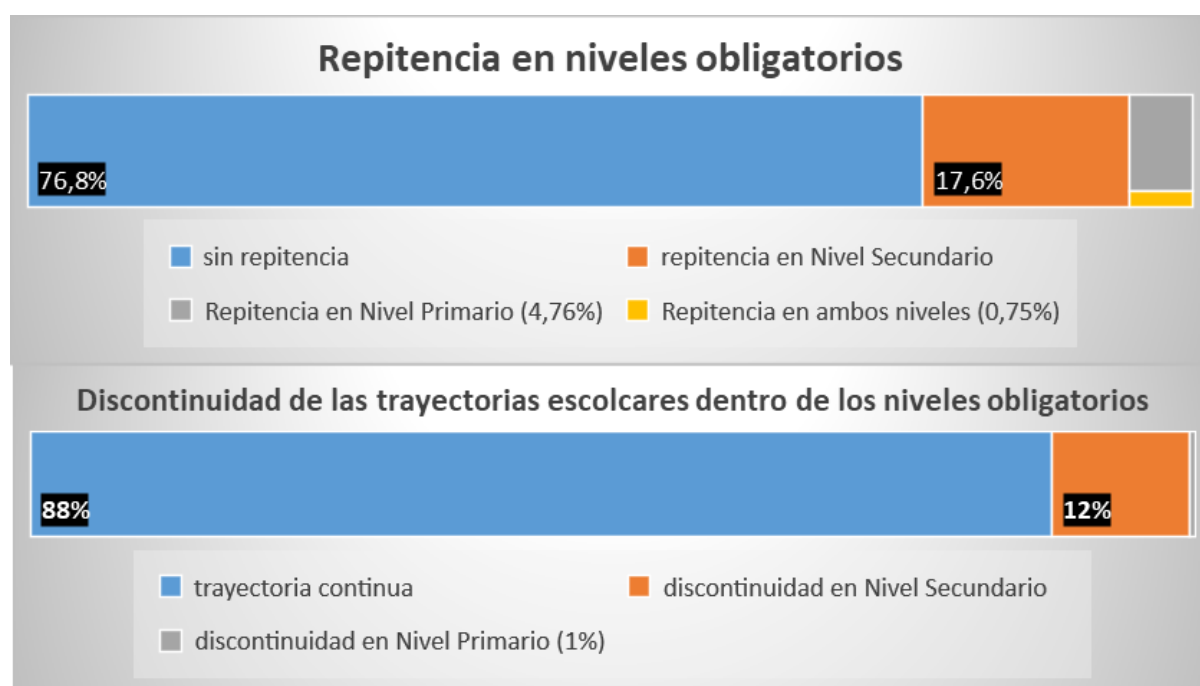 Repitencia en niveles obligatorios
76,8%
17,6%
sin repitencia
repitencia en Nivel Secundario
Repitencia en Nivel Primario (4,76%)
Repitencia en ambos niveles (0,75%)
Discontinuidad de las trayectorias escolcares dentro de los niveles obligatorios
88%
12%
trayectoria continua
discontinuidad en Nivel Secundario
discontinuidad en Nivel Primario (1%)